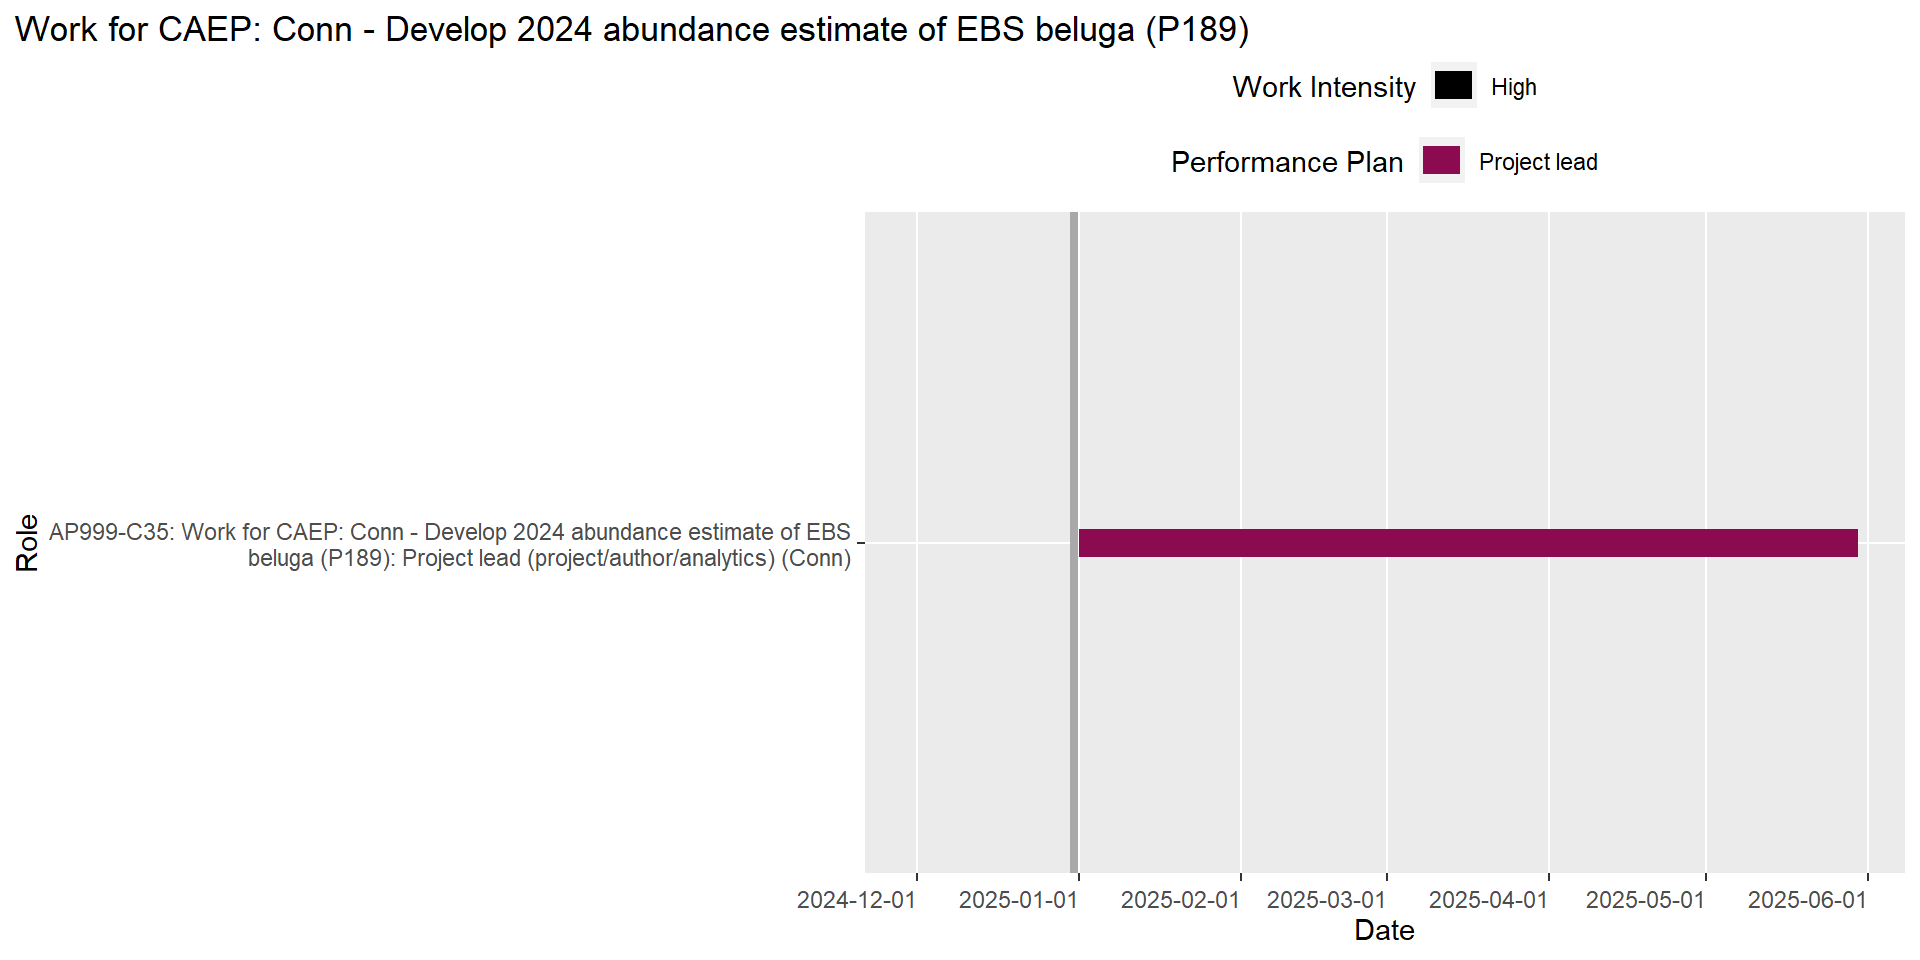 Work for CAEP: Conn - Develop 2024 abundance estimate of EBS beluga (P189)
Work Intensity High
Performance Plan Project lead
Role
AP999-C35: Work for CAEP: Conn - Develop 2024 abundance estimate of EBS
beluga (P189): Project lead (project/author/analytics) (Conn)
2024-12-01 2025-01-01 2025-02-01 2025-03-01 2025-04-01 2025-05-01 2025-06-01
Date